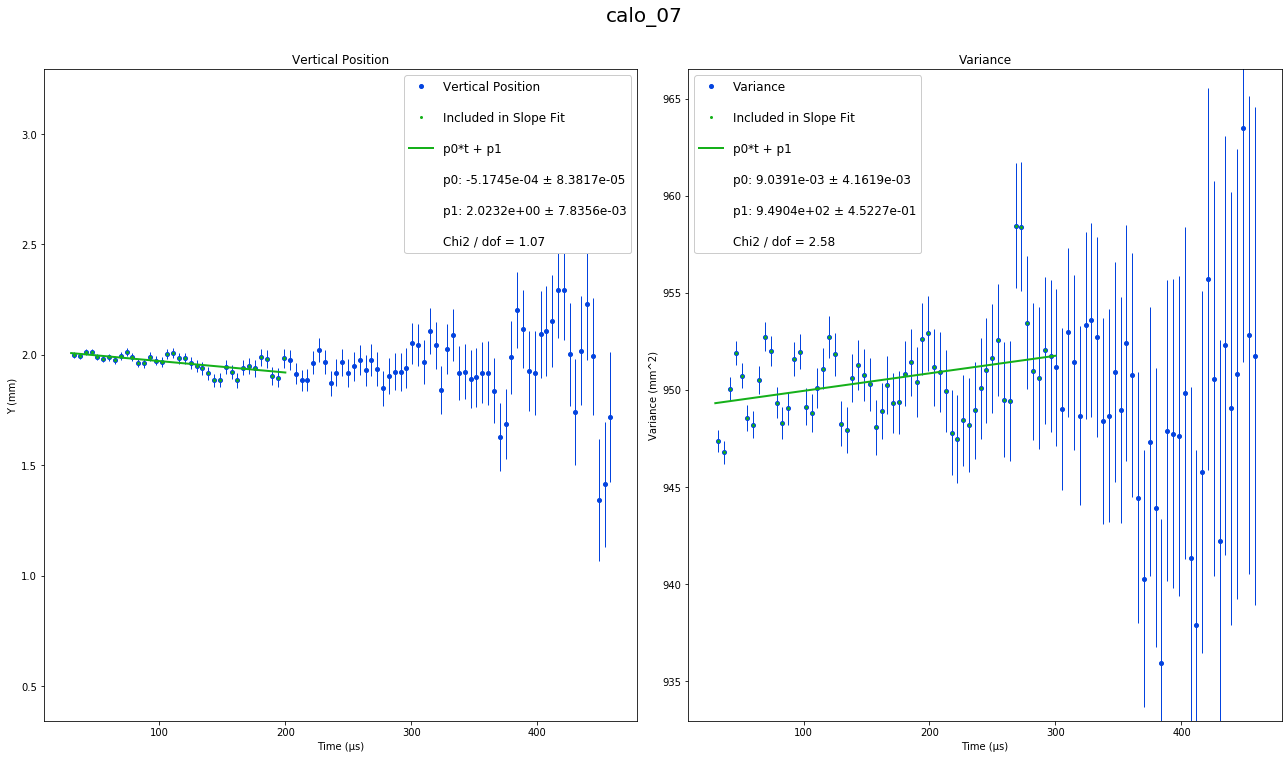 calo_07
Vertical Position
Vertical Position
Included in Slope Fit
p0*t + p1
p0: -5.1745e-04 ± 8.3817e-05
p1: 2.0232e+00 ± 7.8356e-03
Chi2 / dof = 1.07
Y (mm)
3.0
2.5
2.0
1.5
1.0
0.5
100
200
300
400
Time (μs)
Variance
Variance
Included in Slope Fit
p0*t + p1
p0: 9.0391e-03 ± 4.1619e-03
p1: 9.4904e+02 ± 4.5227e-01
Chi2 / dof = 2.58
Variance (mm^2)
965
960
955
950
945
940
935
100
200
300
400
Time (μs)